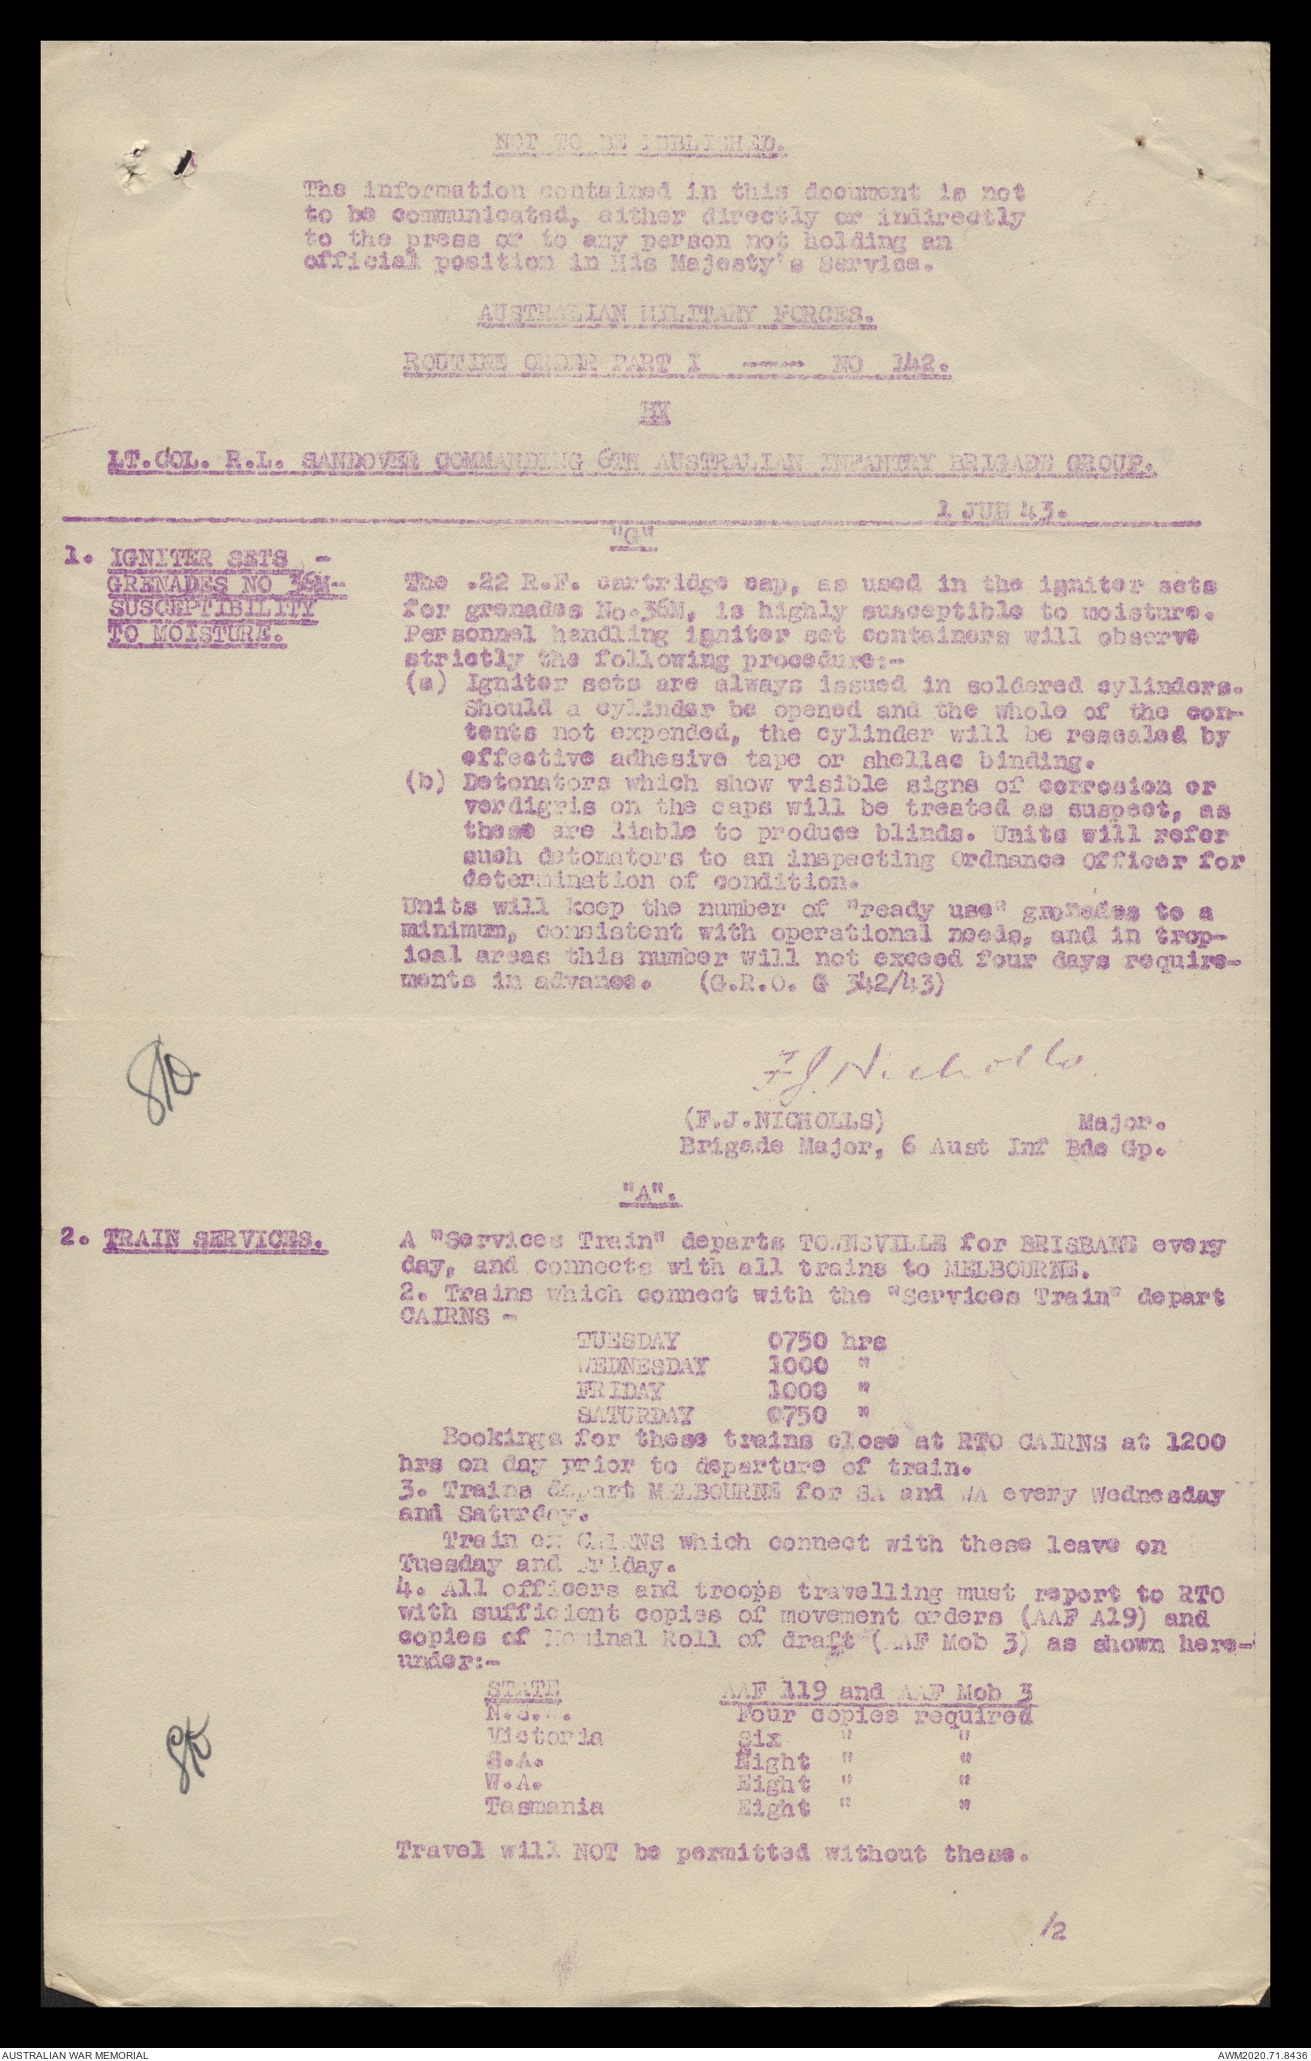 NOT TO BE PUBLISHED.
The information contained in this document is not
to be communicated, either directly or indirectly
to the press or to any person not holding an
official position in His Majesty's Service.
AUSTRALIAN MILITARY FORCES.
ROUTINE ORDER PART I ---- NO 142.
BY
LT.COL. R.L. SANDOVER COMMANDING 6TH AUSTRALIAN INFANTRY BRIGADE GROUP.
1 JUN 43.
"G"
1. IGNITER SETS -
GRENADES NO 36M-
SUSCEPTIBILITY
TO MOISTURE.
The .22 R.F. cartridge cap, as used in the igniter sets
for grenades No.36M, is highly susceptible to moisture.
Personnel handling igniter set containers will observe
strictly the following procedure:-
(a) Igniter sets are always issued in soldered cylinders.
Should a cylinder be opened and the whole of the con-
tents not expended, the cylinder will be resealed by
effective adhesive tape or shellac binding.
(b) Detonators which show visible signs of corrosion or
verdigris on the caps will be treated as suspect, as
these are liable to produce blinds. Units will refer
such detonators to an inspecting Ordnance Officer for
determination of condition.
Units will keep the number of "ready use" grenades to a
minimum, consistent with operational needs, and in trop-
ical areas this number will not exceed four days require-
ments in advance. (G.R.O. G 342/43)
FJ Nicholls
(F.J.NICHOLLS) Major.
Brigade Major, 6 Aust Inf Bde Gp.
"A".
2. TRAIN SERVICES.
A "Services Train" departs TOWNSVILLE for BRISBANE every
day, and connects with all trains to MELBOURNE.
2. Trains which connect with the "Services Train" depart
CAIRNS -
TUESDAY 0750 hrs
WEDNESDAY 1000 "
FRIDAY 1000 "
SATURDAY 0750 "
Bookings for these trains close at RTO CAIRNS at 1200
hrs on day prior to departure of train.
3. Trains depart MELBOURNE for SA and WA every Wednesday
and Saturday.
Train ex CAIRNS which connect with these leave on
Tuesday and Friday.
4. All officers and troops travelling must report to RTO
with sufficient copies of movement orders (AAF A19) and
copies of Nominal Roll of draft (AAF Mob 3) as shown here-
under:-
STATE AAF 119 and AAF Mob 3
N.S.W. Four copies required
Victoria Six " "
S.A. Eight " "
W.A. Eight " "
Tasmania Eight " "
Travel will NOT be permitted without these.
/2
AUSTRALIAN WAR MEMORIAL AWM2020.71.8436